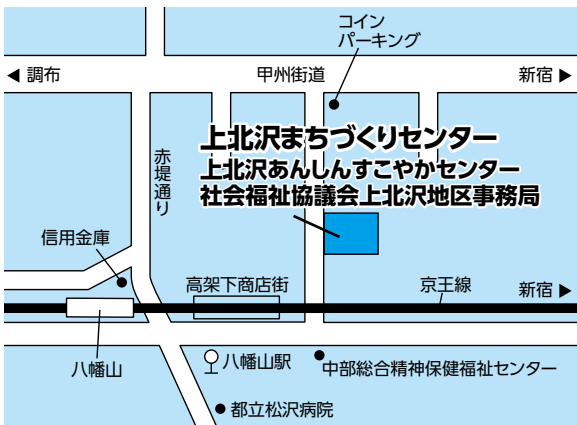 コイン
パーキング
◀ 調布
甲州街道
新宿 ▶
上北沢まちづくりセンター
上北沢あんしんすこやかセンター
社会福祉協議会上北沢地区事務局
赤堤通り
信用金庫
高架下商店街
京王線
新宿 ▶
八幡山
八幡山駅
中部総合精神保健福祉センター
都立松沢病院